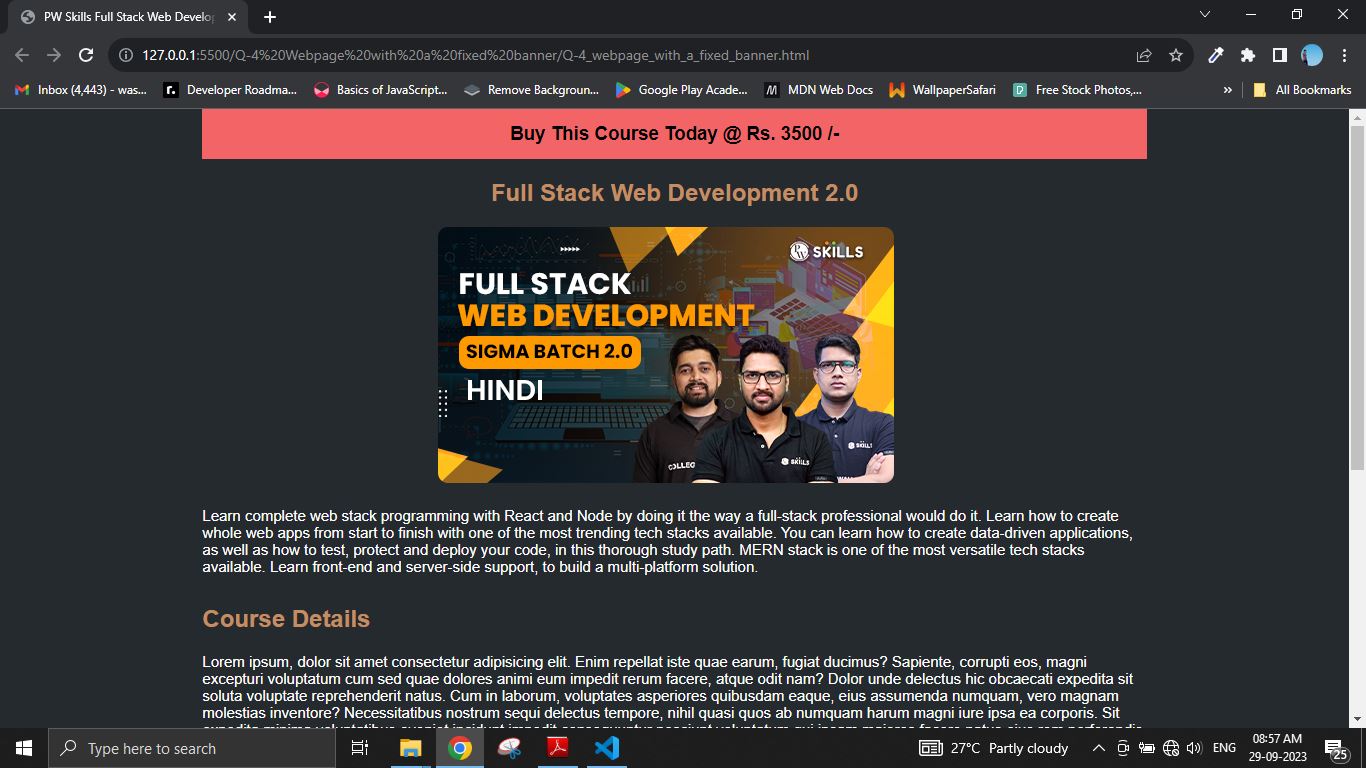 PW Skills Full Stack Web Develop
127.0.0.1:5500/Q-4%20Webpage%20with%20a%20fixed%20banner/Q-4_webpage_with_a_fixed_banner.html
Inbox (4,443) - was...
Developer Roadma...
Basics of JavaScript...
Remove Backgroun...
Google Play Acade...
MDN Web Docs
WallpaperSafari
Free Stock Photos,...
»
All Bookmarks
Buy This Course Today @ Rs. 3500 /-
Full Stack Web Development 2.0
SKILLS
FULL STACK
WEB DEVELOPMENT
SIGMA BATCH 2.0
HINDI
COLLEG
SKILLS
SKILLS
Learn complete web stack programming with React and Node by doing it the way a full-stack professional would do it. Learn how to create
whole web apps from start to finish with one of the most trending tech stacks available. You can learn how to create data-driven applications,
as well as how to test, protect and deploy your code, in this thorough study path. MERN stack is one of the most versatile tech stacks
available. Learn front-end and server-side support, to build a multi-platform solution.
Course Details
Lorem ipsum, dolor sit amet consectetur adipisicing elit. Enim repellat iste quae earum, fugiat ducimus? Sapiente, corrupti eos, magni
excepturi voluptatum cum sed quae dolores animi eum impedit rerum facere, atque odit nam? Dolor unde delectus hic obcaecati expedita sit
soluta voluptate reprehenderit natus. Cum in laborum, voluptates asperiores quibusdam eaque, eius assumenda numquam, vero magnam
molestias inventore? Necessitatibus nostrum sequi delectus tempore, nihil quasi quos ab numquam harum magni iure ipsa ea corporis. Sit
Type here to search
27°C Partly cloudy
ENG
08:57 AM
29-09-2023
25